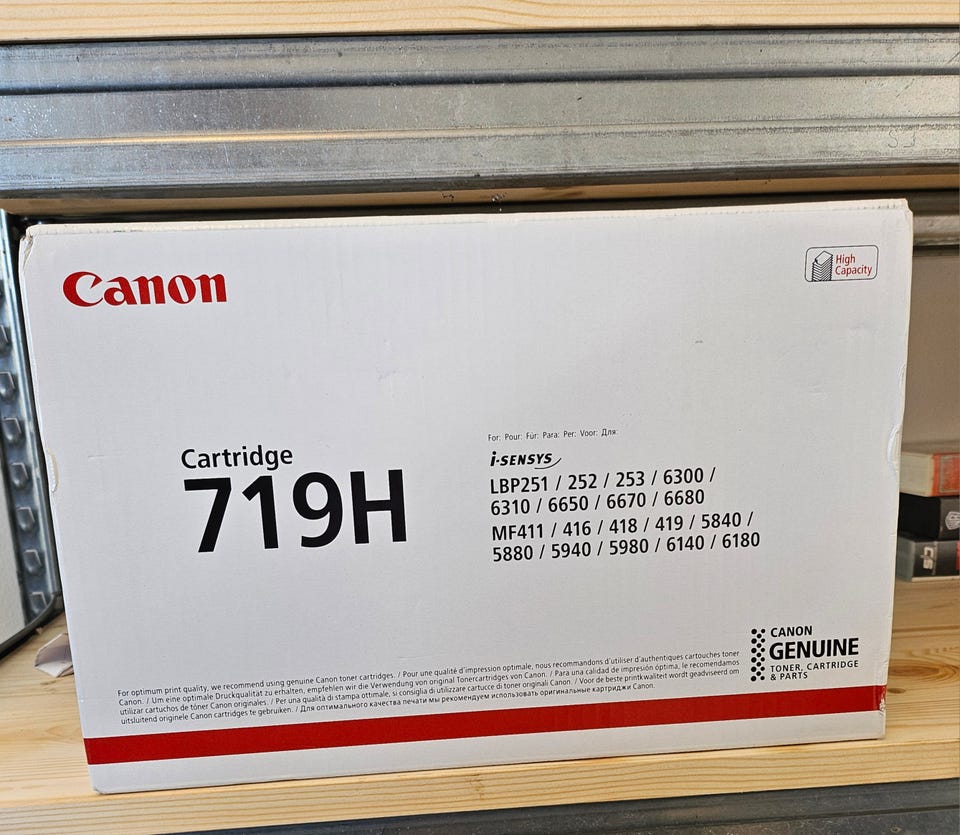 Canon
High
Capacity
Cartridge
719H
For: Pour: Für: Para: Per: Voor: Для:
i-SENSYS
LBP251 / 252 / 253 / 6300 /
6310 / 6650 / 6670 / 6680
MF411 / 416 / 418 / 419 / 5840 /
5880 / 5940 / 5980 / 6140 / 6180
CANON
GENUINE
TONER, CARTRIDGE
& PARTS
For optimum print quality, we recommend using genuine Canon toner cartridges. / Pour une qualité d'impression optimale, nous recommandons d'utiliser d'authentiques cartouches toner
Canon. / Um eine optimale Druckqualität zu erhalten, empfehlen wir die Verwendung von original Tonercartridges von Canon. / Para una calidad de impresión óptima, le recomendamos
utilizar cartuchos de tóner Canon originales. / Per una qualità di stampa ottimale, si consiglia di utilizzare cartucce di toner originali Canon. / Voor de beste printkwaliteit wordt geadviseerd om
uitsluitend originele Canon cartridges te gebruiken. / Для оптимального качества печати мы рекомендуем использовать оригинальные картриджи Canon.